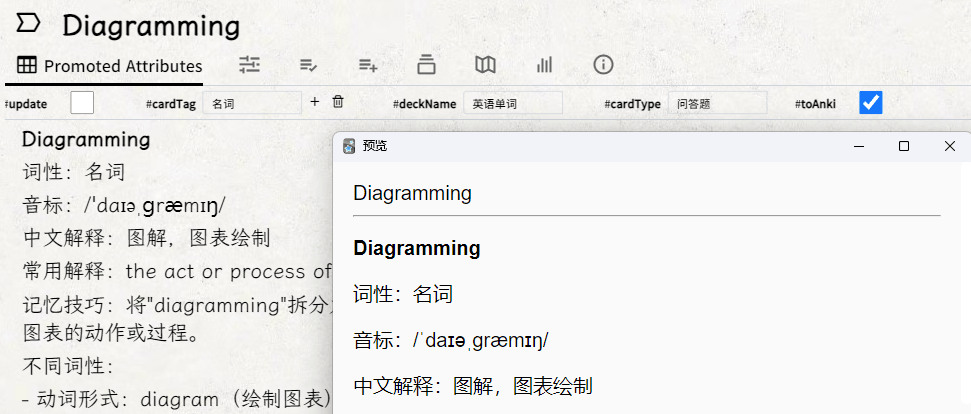 Diagramming
Promoted Attributes
#update #cardTag 名词 + #deckName 英语单词 #cardType 问答题 #toAnki
Diagramming
词性：名词
音标：/ˈdaɪəˌɡræmɪŋ/
中文解释：图解，图表绘制
常用解释：the act or process of
记忆技巧：将"diagramming"拆分
图表的动作或过程。
不同词性：
- 动词形式：diagram（绘制图表）
预览
Diagramming
Diagramming
词性：名词
音标：/ˈdaɪəˌɡræmɪŋ/
中文解释：图解，图表绘制